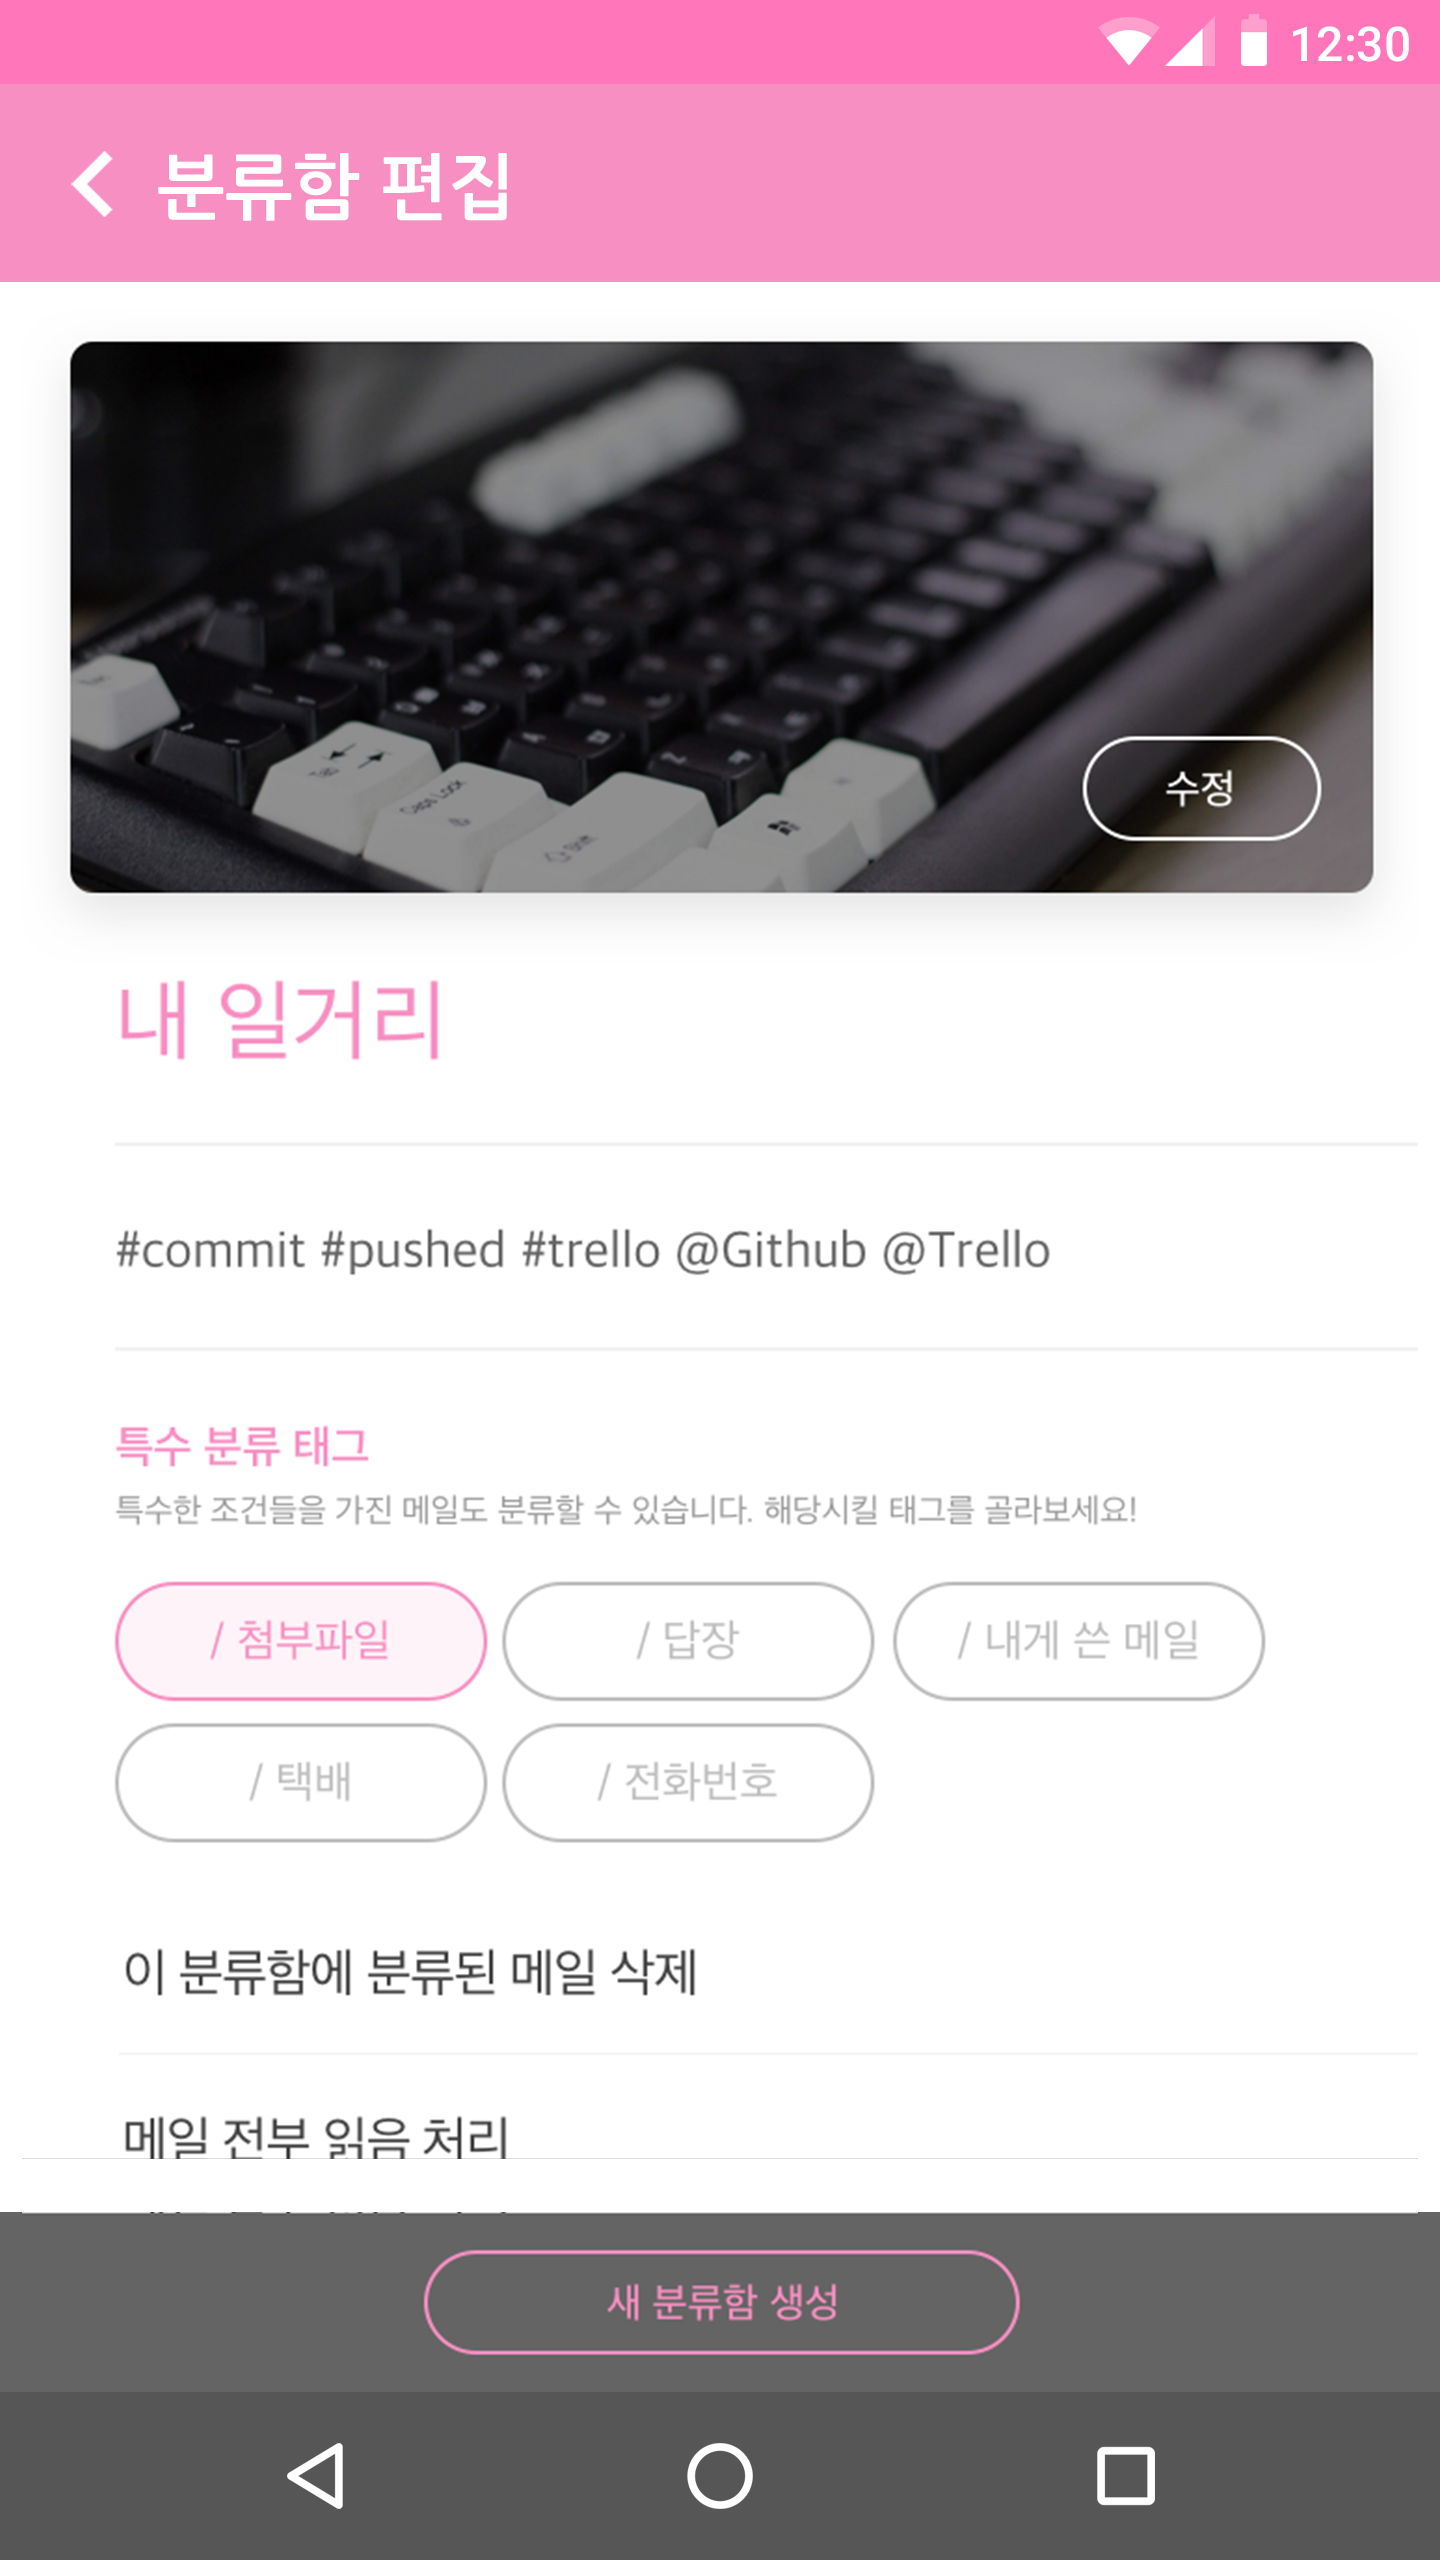 12:30
분류함 편집
Tab
Caps Lock
수정
내 일거리
#commit #pushed #trello @Github @Trello
특수 분류 태그
특수한 조건들을 가진 메일도 분류할 수 있습니다. 해당시킬 태그를 골라보세요!
/ 첨부파일 / 답장 / 내게 쓴 메일
/ 택배 / 전화번호
이 분류함에 분류된 메일 삭제
메일 전부 읽음 처리
새 분류함 생성